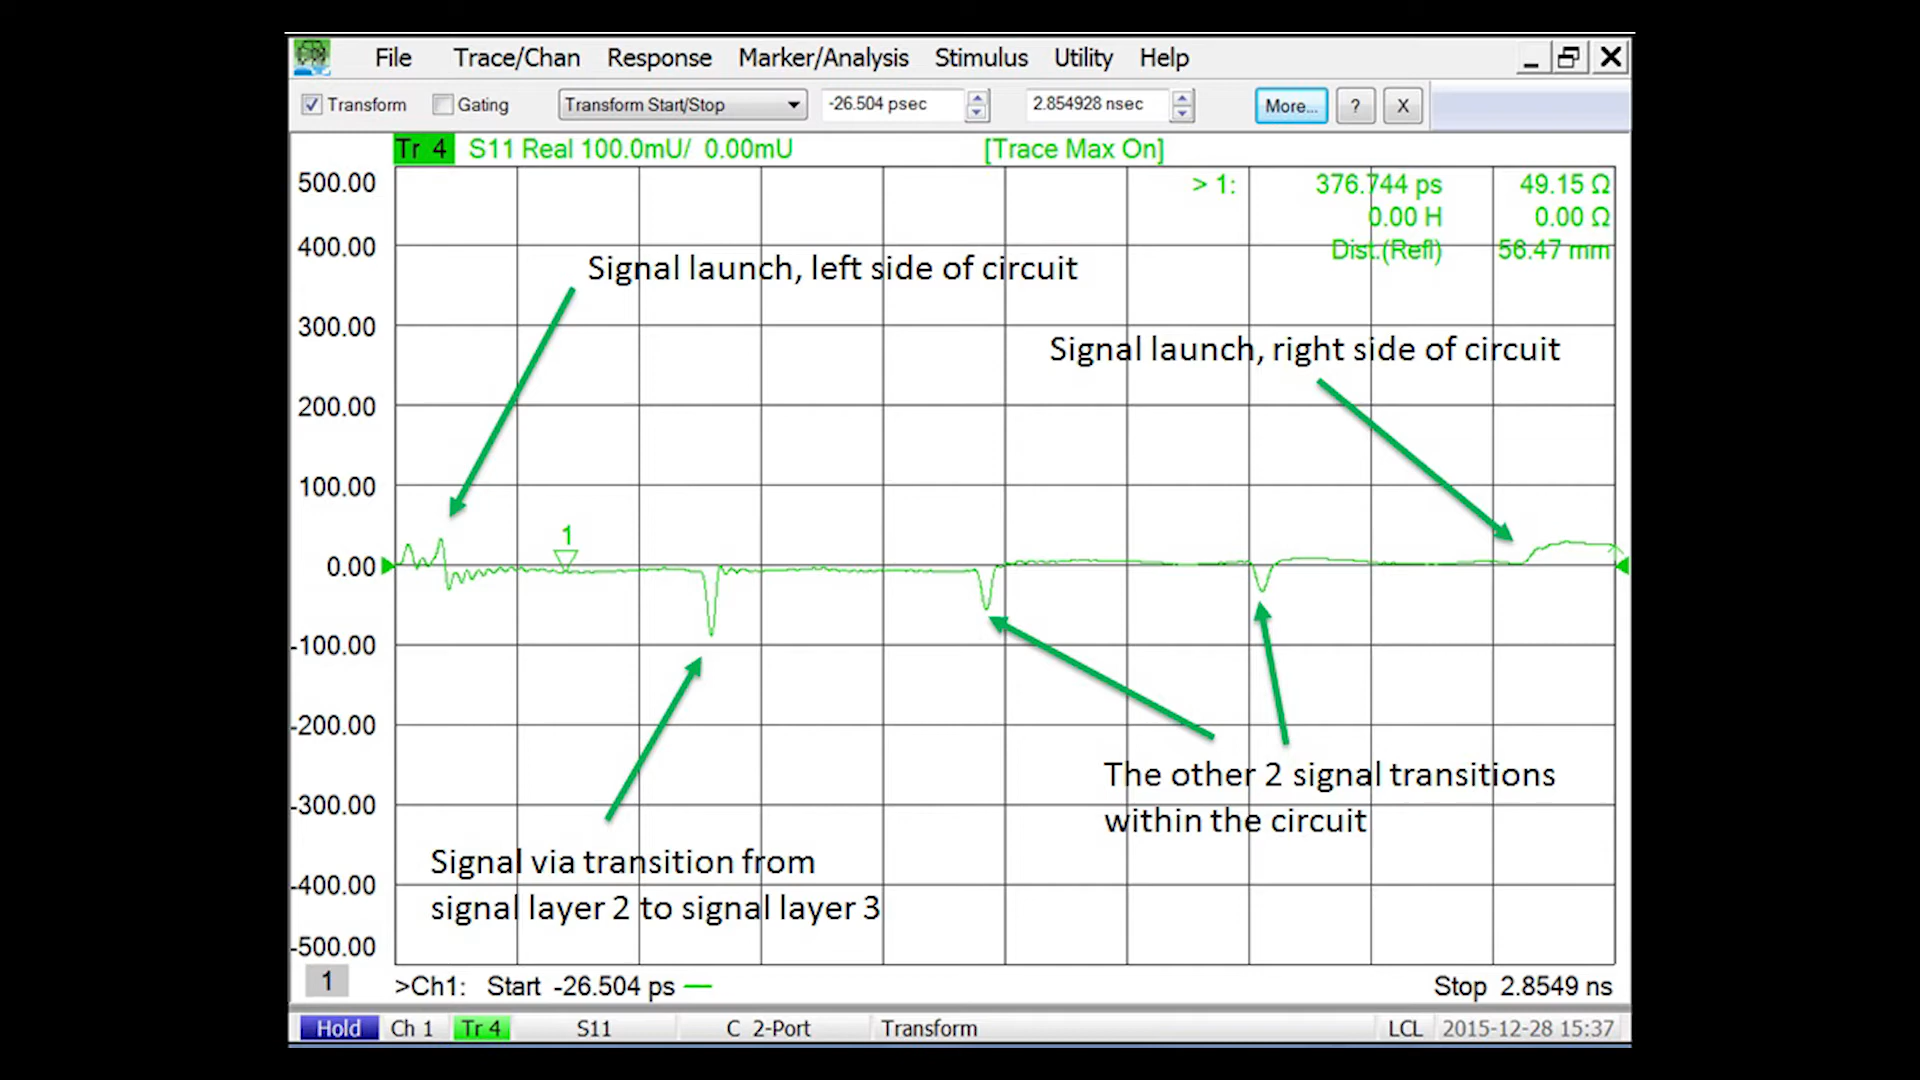 File Trace/Chan Response Marker/Analysis Stimulus Utility Help
Transform Gating Transform Start/Stop -26.504 psec 2.854928 nsec More... ? X
Tr 4 S11 Real 100.0mU/ 0.00mU [Trace Max On]
500.00
> 1: 376.744 ps 49.15 Ω
0.00 H 0.00 Ω
400.00
Dist.(Refl) 56.47 mm
Signal launch, left side of circuit
300.00
Signal launch, right side of circuit
200.00
100.00
1
0.00
-100.00
-200.00
The other 2 signal transitions
within the circuit
-300.00
Signal via transition from
signal layer 2 to signal layer 3
-400.00
-500.00
1
>Ch1: Start -26.504 ps Stop 2.8549 ns
Hold Ch 1 Tr 4 S11 C 2-Port Transform LCL 2015-12-28 15:37